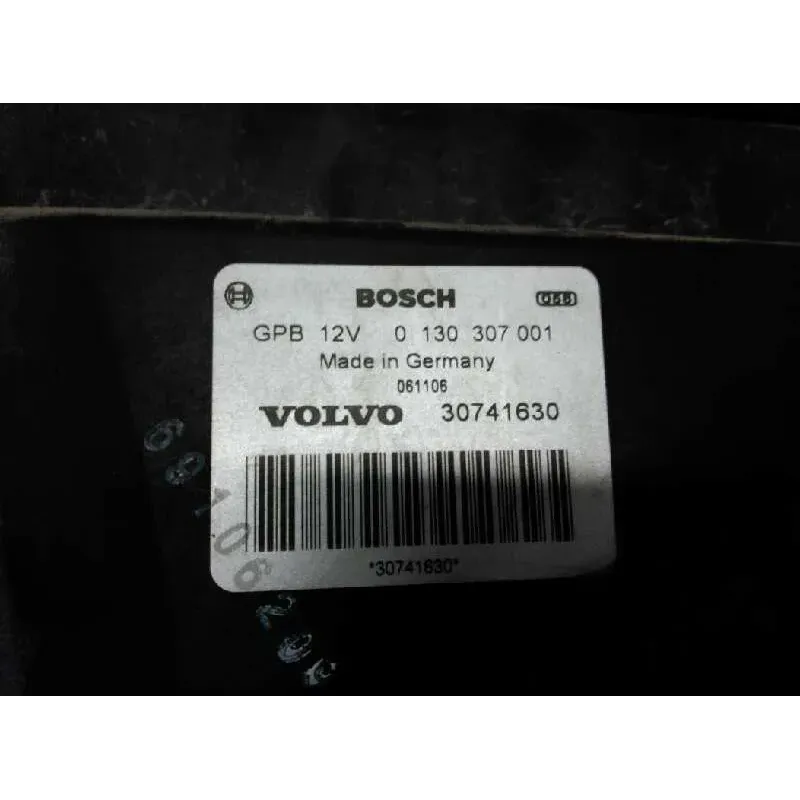 BOSCH
GPB 12V 0 130 307 001
Made in Germany
061106
VOLVO 30741630
*30741630*